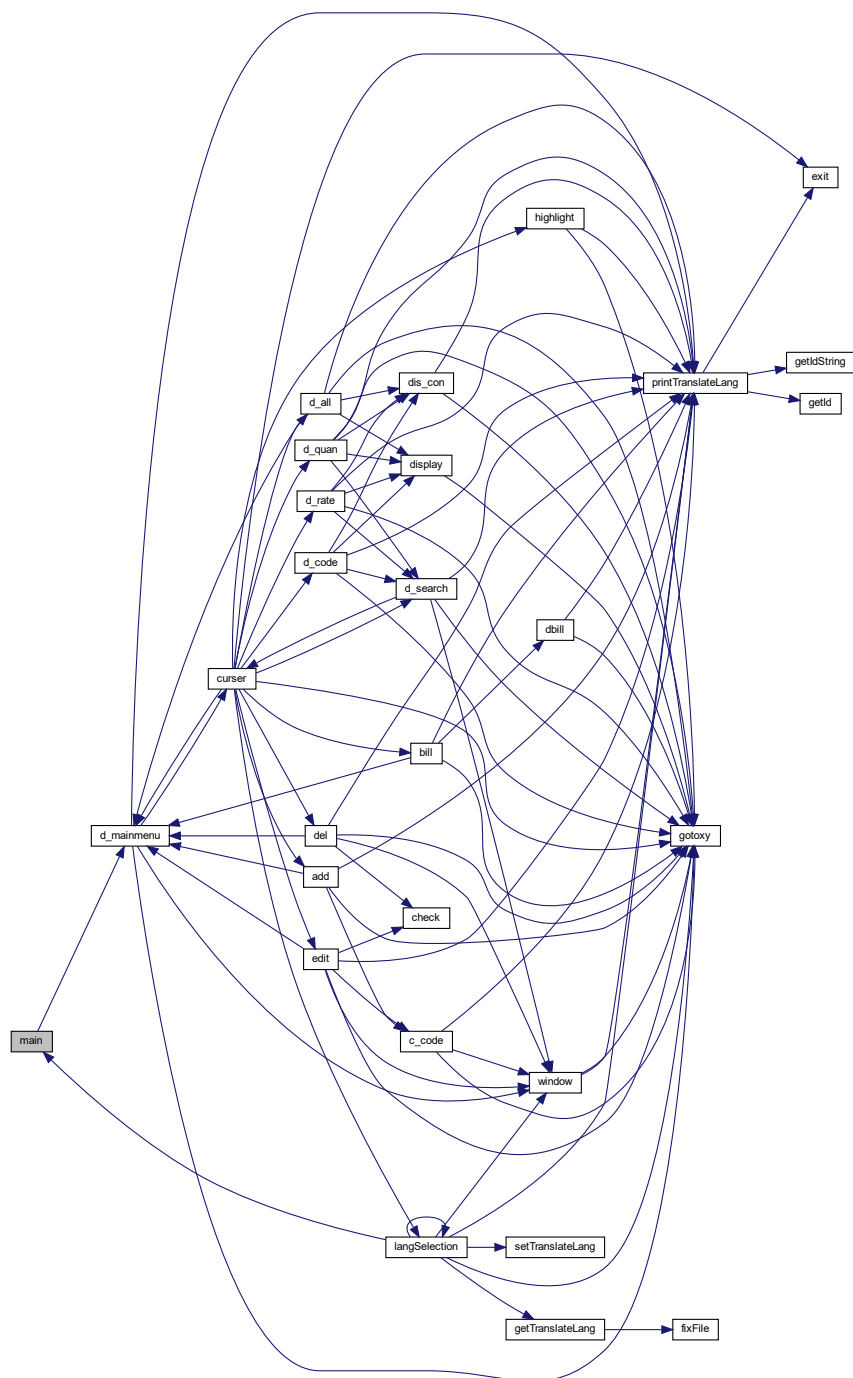 exit
highlight
getIdString
dis_con
printTranslateLang
d_all
getId
d_quan
display
d_rate
d_code
d_search
dbill
curser
bill
d_mainmenu
del
gotoxy
add
check
edit
main
c_code
window
langSelection
setTranslateLang
getTranslateLang
fixFile